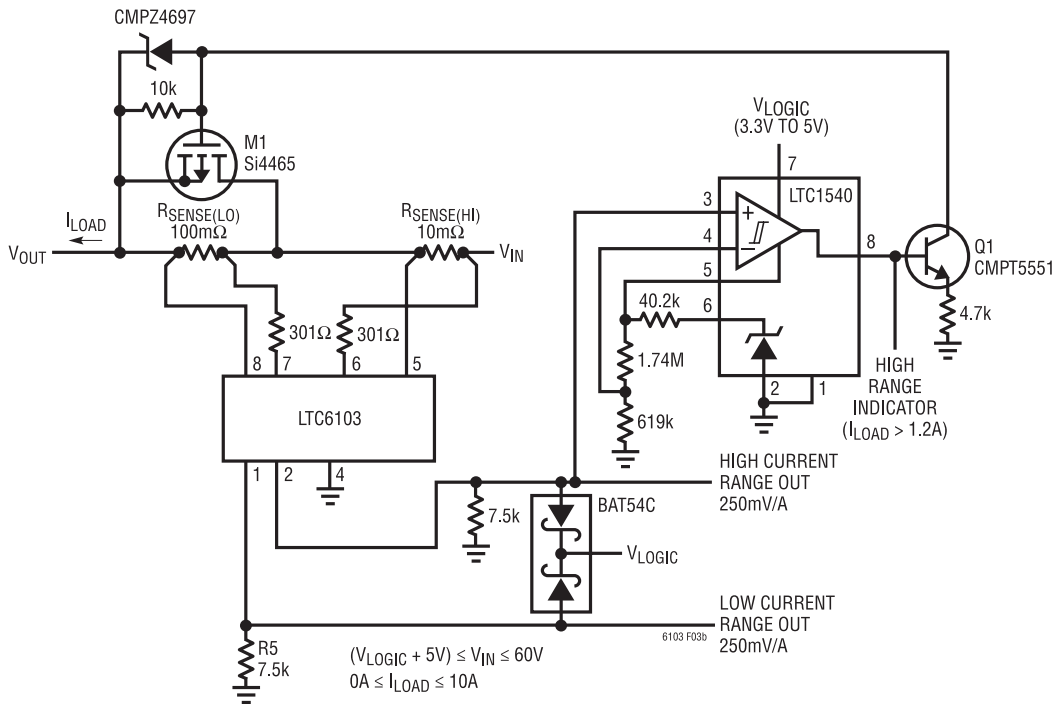 CMPZ4697
10k
M1
Si4465
VLOGIC
(3.3V TO 5V)
7
LTC1540
3
4
5
6
8
Q1
CMPT5551
ILOAD
RSENSE(LO)
100mΩ
RSENSE(HI)
10mΩ
VOUT
VIN
+
–
40.2k
4.7k
301Ω
301Ω
1.74M
8
7
6
5
2
1
HIGH
RANGE
INDICATOR
(ILOAD > 1.2A)
LTC6103
619k
1
2
4
HIGH CURRENT
RANGE OUT
250mV/A
7.5k
BAT54C
VLOGIC
LOW CURRENT
RANGE OUT
250mV/A
6103 F03b
R5
7.5k
(VLOGIC + 5V) ≤ VIN ≤ 60V
0A ≤ ILOAD ≤ 10A